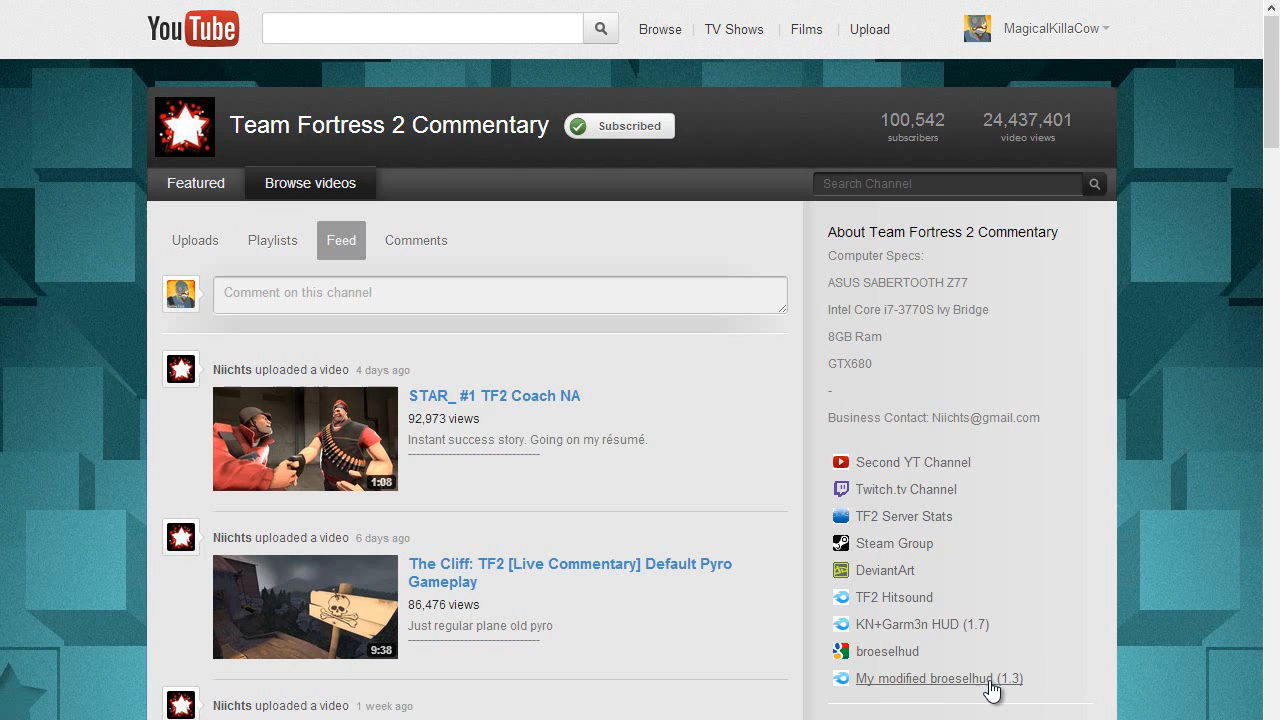 YouTube
Browse
TV Shows
Films
Upload
MagicalKillaCow
Team Fortress 2 Commentary
Subscribed
100,542
subscribers
24,437,401
video views
Featured
Browse videos
Search Channel
Uploads
Playlists
Feed
Comments
Comment on this channel
Niichts uploaded a video 4 days ago
STAR_ #1 TF2 Coach NA
92,973 views
Instant success story. Going on my résumé.
------------------------------------
1:08
Niichts uploaded a video 6 days ago
The Cliff: TF2 [Live Commentary] Default Pyro
Gameplay
86,476 views
Just regular plane old pyro
------------------------------------
9:38
Niichts uploaded a video 1 week ago
About Team Fortress 2 Commentary
Computer Specs:
ASUS SABERTOOTH Z77
Intel Core i7-3770S Ivy Bridge
8GB Ram
GTX680
-
Business Contact: Niichts@gmail.com
Second YT Channel
Twitch.tv Channel
TF2 Server Stats
Steam Group
DeviantArt
TF2 Hitsound
KN+Garm3n HUD (1.7)
broeselhud
My modified broeselhud (1.3)